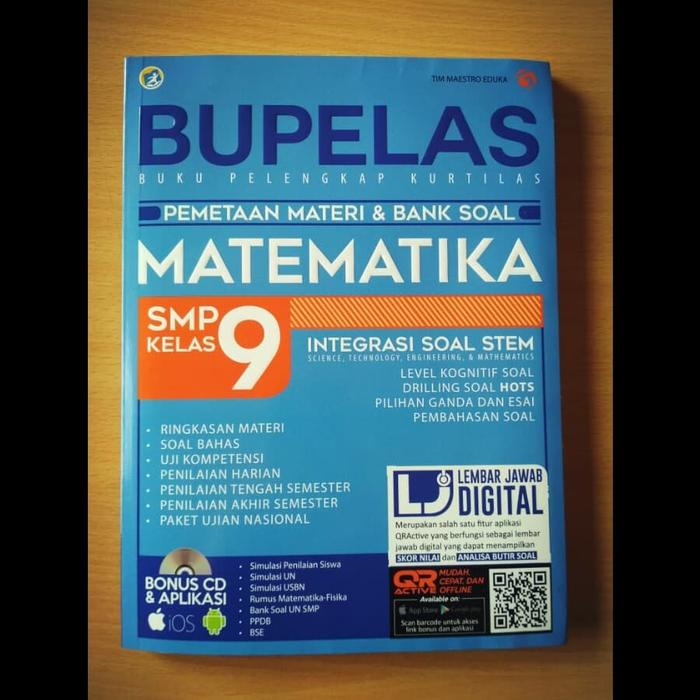 TIM MAESTRO EDUKA
BUPELAS
BUKU PELENGKAP KURTILAS
PEMETAAN MATERI & BANK SOAL
MATEMATIKA
SMP
KELAS 9
INTEGRASI SOAL STEM
SCIENCE, TECHNOLOGY, ENGINEERING, & MATHEMATICS
LEVEL KOGNITIF SOAL
DRILLING SOAL HOTS
PILIHAN GANDA DAN ESAI
PEMBAHASAN SOAL
• RINGKASAN MATERI
• SOAL BAHAS
• UJI KOMPETENSI
• PENILAIAN HARIAN
• PENILAIAN TENGAH SEMESTER
• PENILAIAN AKHIR SEMESTER
• PAKET UJIAN NASIONAL
LJ LEMBAR JAWAB
DIGITAL
Merupakan salah satu fitur aplikasi
QRActive yang berfungsi sebagai lembar
jawab digital yang dapat menampilkan
SKOR NILAI dan ANALISA BUTIR SOAL
BONUS CD
& APLIKASI
iOS
• Simulasi Penilaian Siswa
• Simulasi UN
• Simulasi USBN
• Rumus Matematika-Fisika
• Bank Soal UN SMP
• PPDB
• BSE
QR
ACTIVE
MUDAH,
CEPAT, DAN
OFFLINE
Available on:
App Store Google play
Scan barcode untuk akses
link bonus dan aplikasi